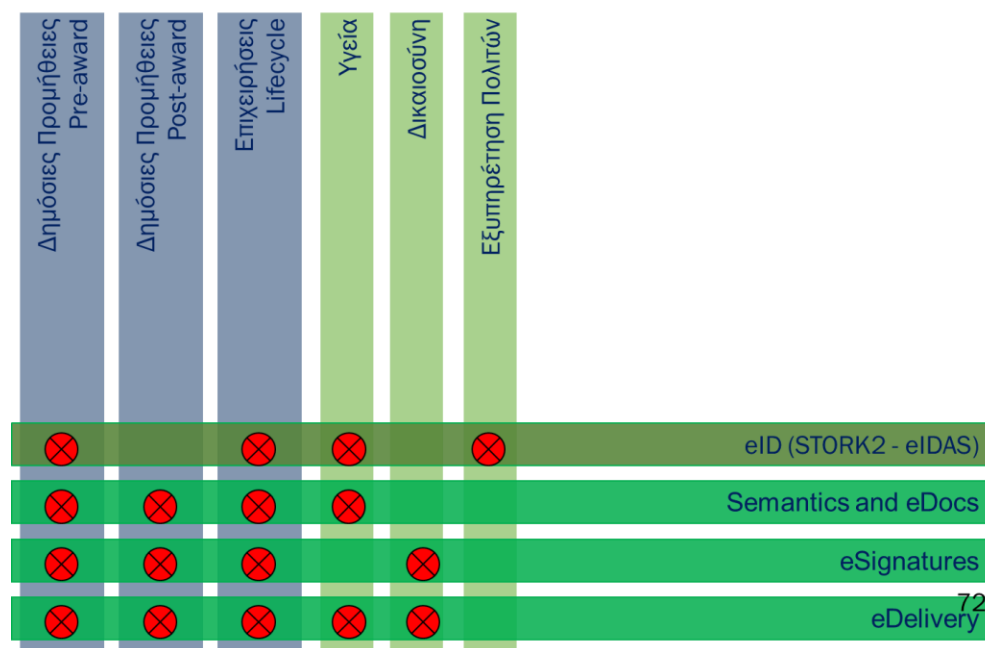 Δημόσιες Προμήθειες
Pre-award
Δημόσιες Προμήθειες
Post-award
Επιχειρήσεις
Lifecycle
Υγεία
Δικαιοσύνη
Εξυπηρέτηση Πολιτών
eID (STORK2 - eIDAS)
Semantics and eDocs
eSignatures
72
eDelivery